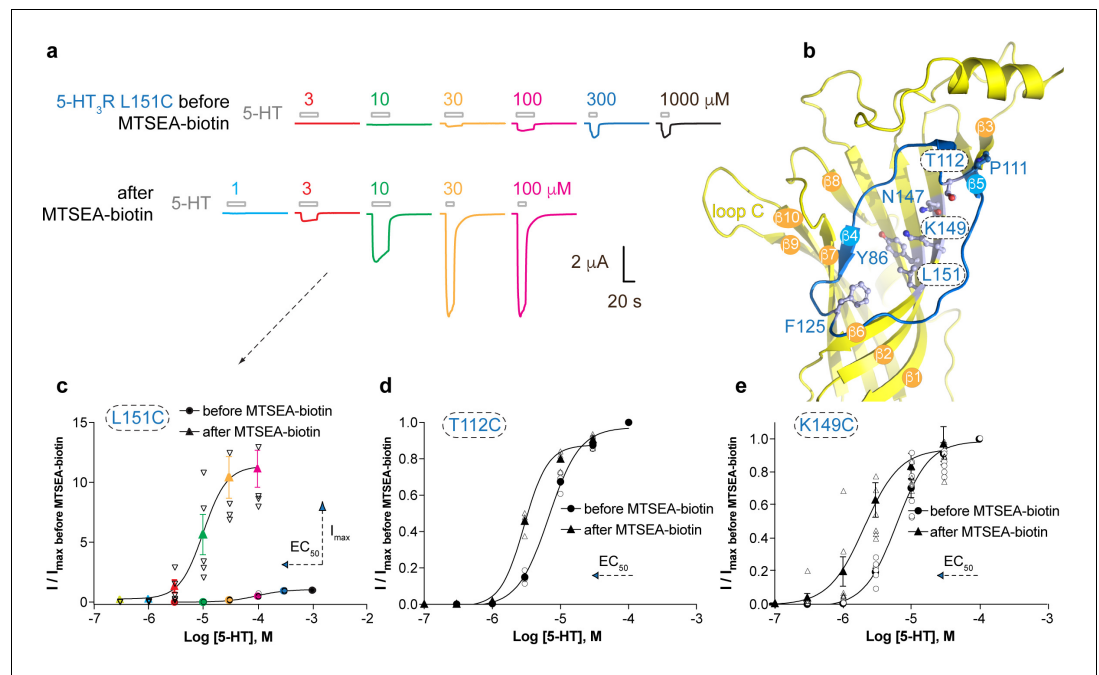 a
5-HT3R L151C before
MTSEA-biotin
5-HT
3 10 30 100 300 1000 µM
after
MTSEA-biotin
5-HT
1 3 10 30 100 µM
2 µA
20 s
b
β3
T112
P111
β5
β8
N147
loop C
β10
K149
β4
β9
β7
Y86
L151
F125
β6
β2
β1
c
L151C
before MTSEA-biotin
after MTSEA-biotin
I / Imax before MTSEA-biotin
15
10
5
0
EC50
Imax
-7 -6 -5 -4 -3 -2
Log [5-HT], M
d
T112C
I / Imax before MTSEA-biotin
1.0
0.8
0.6
0.4
0.2
0.0
before MTSEA-biotin
after MTSEA-biotin
EC50
-7 -6 -5 -4 -3
Log [5-HT], M
e
K149C
I / Imax before MTSEA-biotin
1.0
0.8
0.6
0.4
0.2
0.0
before MTSEA-biotin
after MTSEA-biotin
EC50
-7 -6 -5 -4 -3
Log [5-HT], M